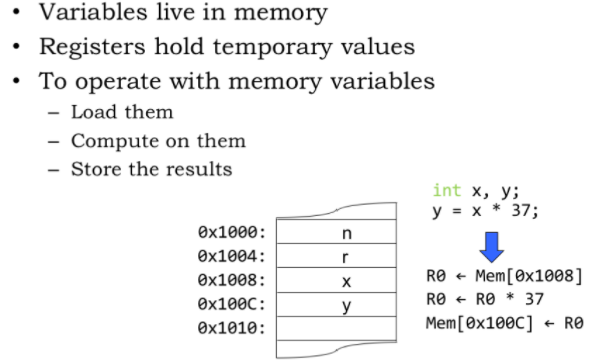 • Variables live in memory
• Registers hold temporary values
• To operate with memory variables
– Load them
– Compute on them
– Store the results
int x, y;
y = x * 37;
0x1000: n
0x1004: r
0x1008: x
0x100C: y
0x1010:
R0 ← Mem[0x1008]
R0 ← R0 * 37
Mem[0x100C] ← R0